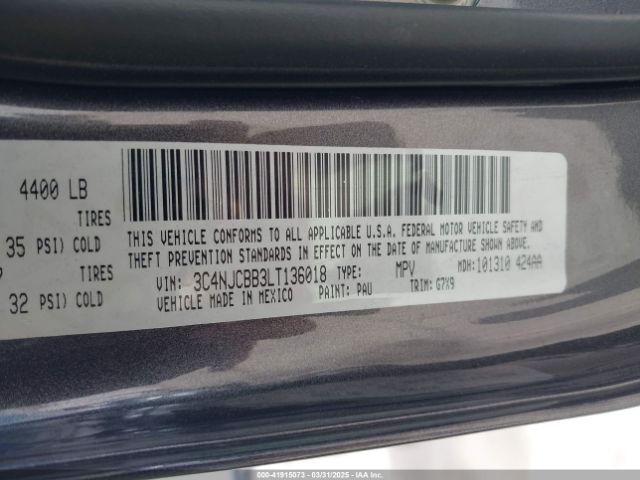 4400 LB
TIRES
35 PSI) COLD
TIRES
32 PSI) COLD
THIS VEHICLE CONFORMS TO ALL APPLICABLE U.S.A. FEDERAL MOTOR VEHICLE SAFETY AND
THEFT PREVENTION STANDARDS IN EFFECT ON THE DATE OF MANUFACTURE SHOWN ABOVE.
VIN: 3C4NJCBB3LT136018 TYPE: MPV MDH:101310 424AA
VEHICLE MADE IN MEXICO PAINT: PAU TRIM: G7X9
000-41915073 - 03/31/2025 - IAA Inc.